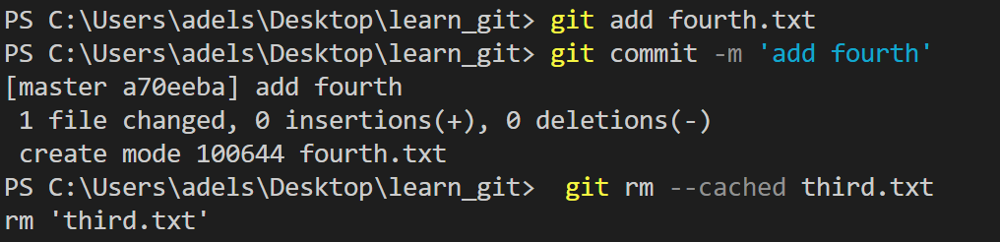 PS C:\Users\adels\Desktop\learn_git> git add fourth.txt
PS C:\Users\adels\Desktop\learn_git> git commit -m 'add fourth'
[master a70eeba] add fourth
 1 file changed, 0 insertions(+), 0 deletions(-)
 create mode 100644 fourth.txt
PS C:\Users\adels\Desktop\learn_git>  git rm --cached third.txt
rm 'third.txt'